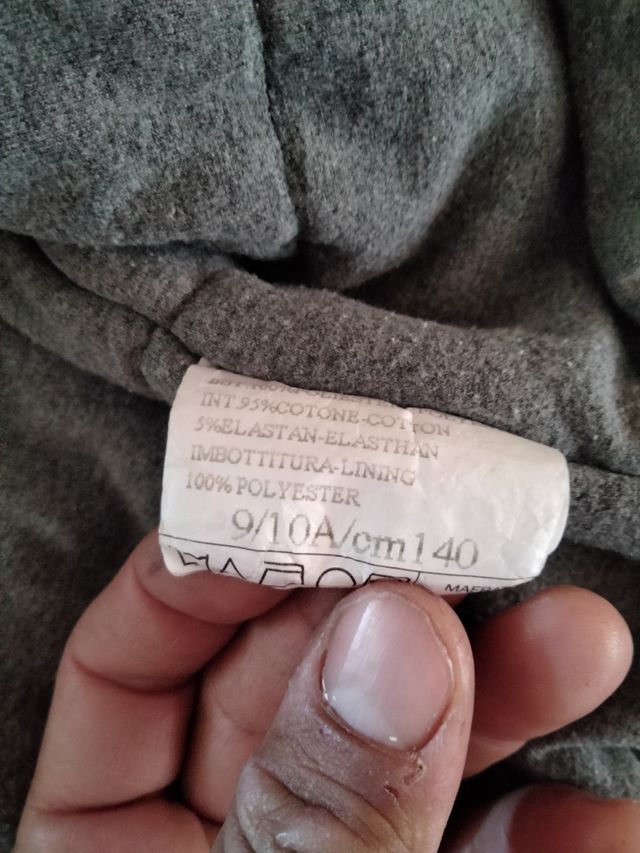 INT 95%COTONE-COTTON
5%ELASTAN-ELASTHAN
IMBOTTITURA-LINING
100% POLYESTER
9/10A/cm140